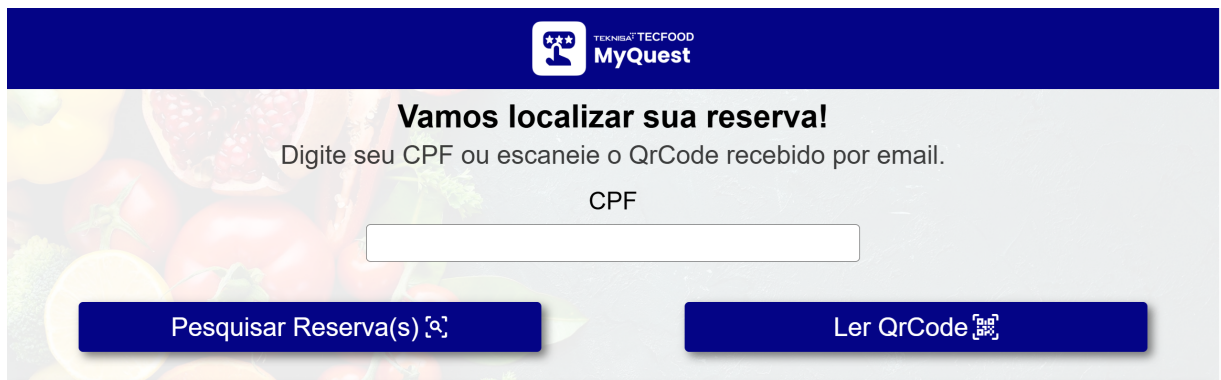 TEKNISA TECFOOD
MyQuest
Vamos localizar sua reserva!
Digite seu CPF ou escaneie o QrCode recebido por email.
CPF
Pesquisar Reserva(s)
Ler QrCode